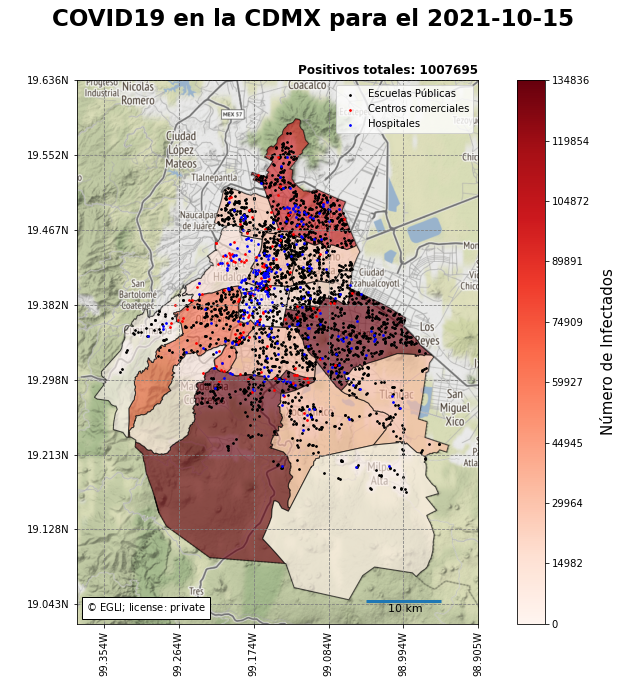 COVID19 en la CDMX para el 2021-10-15
Positivos totales: 1007695
Escuelas Públicas
Centros comerciales
Hospitales
19.636N
19.552N
19.467N
19.382N
19.298N
19.213N
19.128N
19.043N
Progreso
Industrial
Nicolás
Romero
Coacalco
MEX 57
Ciudad
López
Mateos
Tlalnepantla
Naucalpan
de Juárez
San
Bartolomé
Coatepec
Hidalgo
Ciudad
Nezahualcóyotl
Los
Reyes
San
Miguel
Xico
Milpa
Alta
Tres
© EGLI; license: private
10 km
99.354W
99.264W
99.174W
99.084W
98.994W
98.905W
134836
119854
104872
89891
74909
59927
44945
29964
14982
0
Número de Infectados